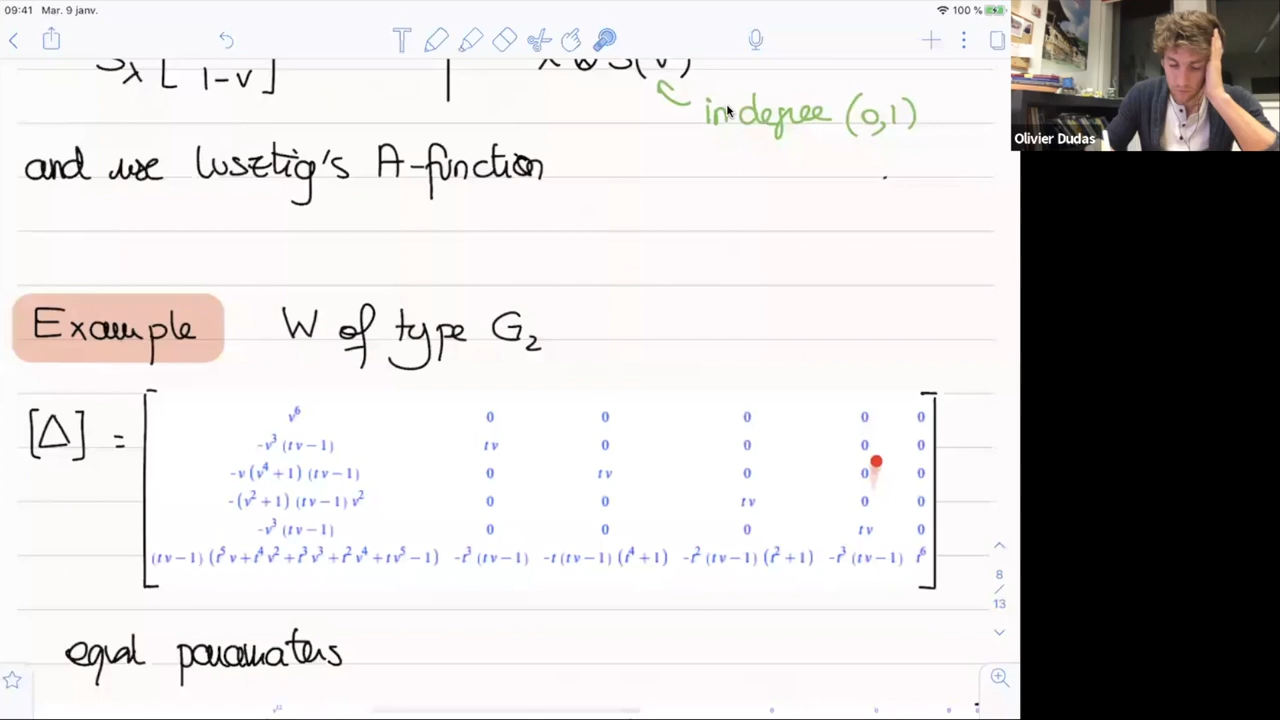 09:41 Mar. 9 janv.
100 %
S_λ [ 1-v ]
in degree (0,1)
Olivier Dudas
and use Lusztig's A-function
Example W of type G₂
[Δ] =
v⁶ 0 0 0 0 0
-v³ (tv-1) tv 0 0 0 0
-v(v⁴+1) (tv-1) 0 tv 0 0 0
-(v²+1) (tv-1) v² 0 0 tv 0 0
-v³ (tv-1) 0 0 0 tv 0
(tv-1) (t⁵v+t⁴v²+t³v³+t²v⁴+tv⁵-1) -t³(tv-1) -t(tv-1) (t⁴+1) -t²(tv-1) (t²+1) -t³(tv-1) t⁶
8
/
13
equal paramaters